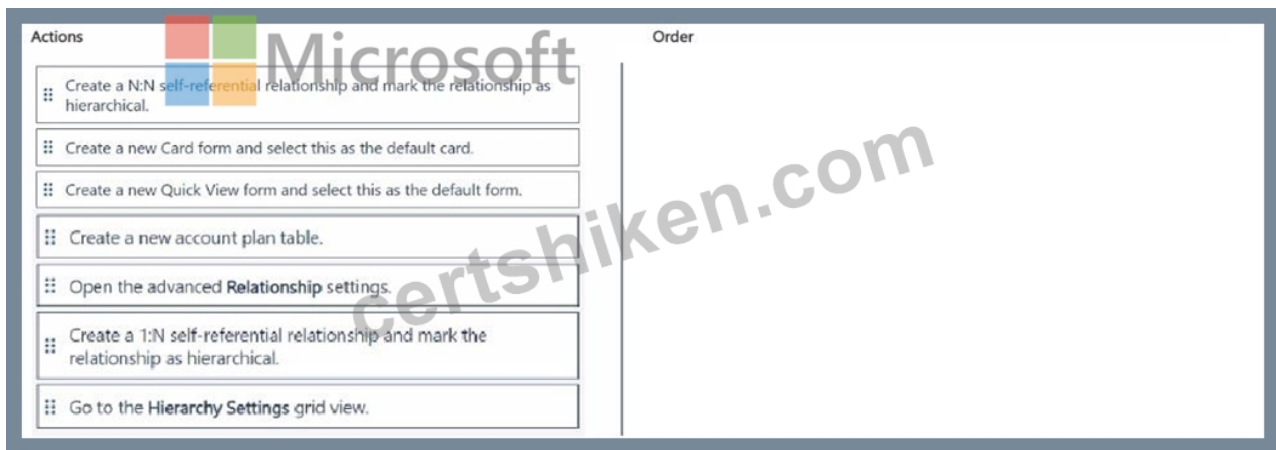 Actions
Order
Microsoft
Create a N:N self-referential relationship and mark the relationship as
hierarchical.
Create a new Card form and select this as the default card.
Create a new Quick View form and select this as the default form.
Create a new account plan table.
Open the advanced Relationship settings.
Create a 1:N self-referential relationship and mark the
relationship as hierarchical.
Go to the Hierarchy Settings grid view.
certshiken.com